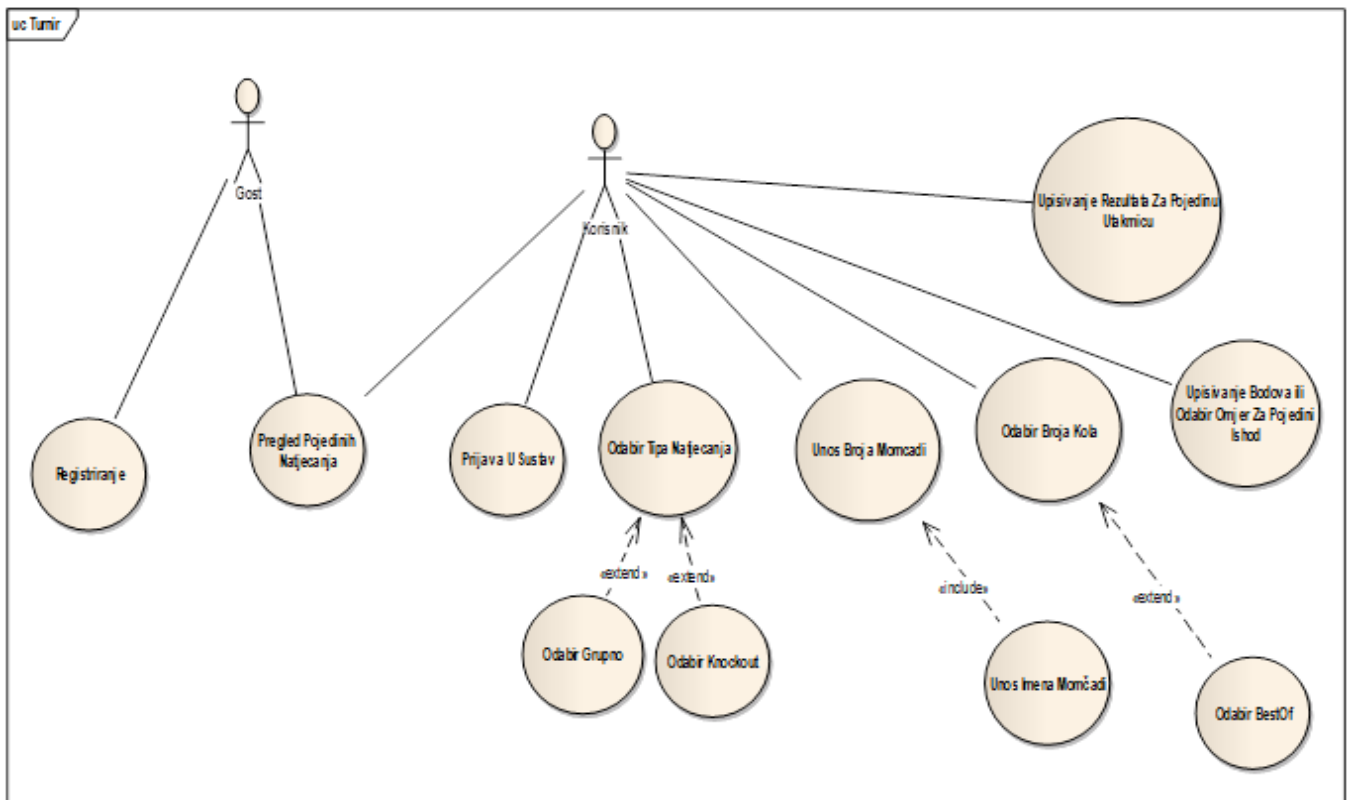 uc Turnir
Gost
Korisnik
Upisivanje Rezultata Za Pojedinu
Utakmicu
Registriranje
Pregled Pojedinih
Natjecanja
Prijava U Sustav
Odabir Tipa Natjecanja
Unos Broja Momcadi
Odabir Broja Kola
Upisivanje Bodova ili
Odabir Omjer Za Pojedini
Ishod
«extend»
«extend»
«include»
«extend»
Odabir Grupno
Odabir Knockout
Unos Imena Momčadi
Odabir BestOf